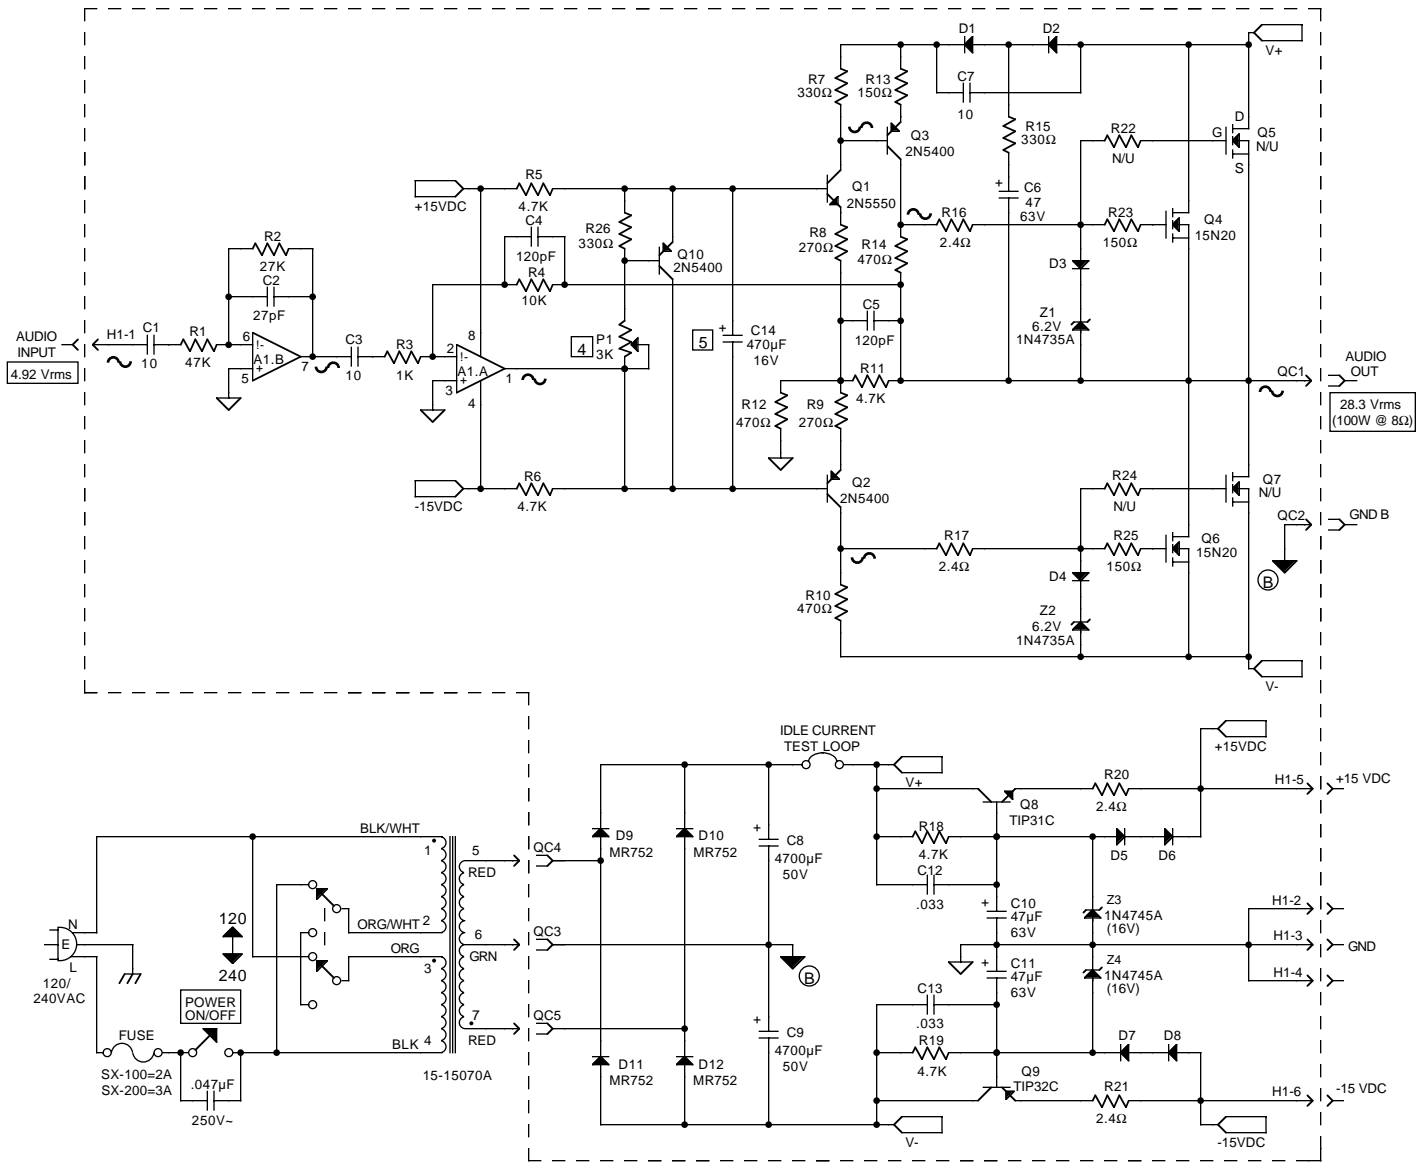 D1
D2
V+
R7
330Ω
R13
150Ω
C7
10
R15
330Ω
R22
N/U
D
G
S
Q5
N/U
Q3
2N5400
+15VDC
R5
4.7K
C4
120pF
R4
10K
R26
330Ω
Q10
2N5400
Q1
2N5550
R8
270Ω
R14
470Ω
+
C6
47
63V
R16
2.4Ω
R23
150Ω
Q4
15N20
D3
Z1
6.2V
1N4735A
R2
27K
C2
27pF
AUDIO
INPUT
4.92 Vrms
H1-1
C1
10
R1
47K
6
!-
A1.B
+
5
7
C3
10
R3
1K
8
2
!-
A1.A
+
3
4
1
4
P1
3K
5
+
C14
470µF
16V
C5
120pF
R11
4.7K
R12
470Ω
R9
270Ω
QC1
AUDIO
OUT
28.3 Vrms
(100W @ 8Ω)
-15VDC
R6
4.7K
Q2
2N5400
R24
N/U
Q7
N/U
R17
2.4Ω
R25
150Ω
Q6
15N20
QC2
GND B
B
D4
Z2
6.2V
1N4735A
R10
470Ω
V-
IDLE CURRENT
TEST LOOP
V+
+15VDC
Q8
TIP31C
R20
2.4Ω
H1-5
+15 VDC
R18
4.7K
C12
.033
D5
D6
BLK/WHT
1
5
RED
QC4
D9
MR752
D10
MR752
+
C8
4700µF
50V
ORG/WHT
2
ORG
3
6
GRN
QC3
B
+
C10
47µF
63V
Z3
1N4745A
(16V)
H1-2
H1-3
GND
H1-4
+
C11
47µF
63V
Z4
1N4745A
(16V)
N
E
L
120/
240VAC
120
240
POWER
ON/OFF
FUSE
SX-100=2A
SX-200=3A
.047µF
250V~
BLK
4
7
RED
15-15070A
QC5
D11
MR752
D12
MR752
+
C9
4700µF
50V
C13
.033
R19
4.7K
D7
D8
Q9
TIP32C
R21
2.4Ω
H1-6
-15 VDC
V-
-15VDC